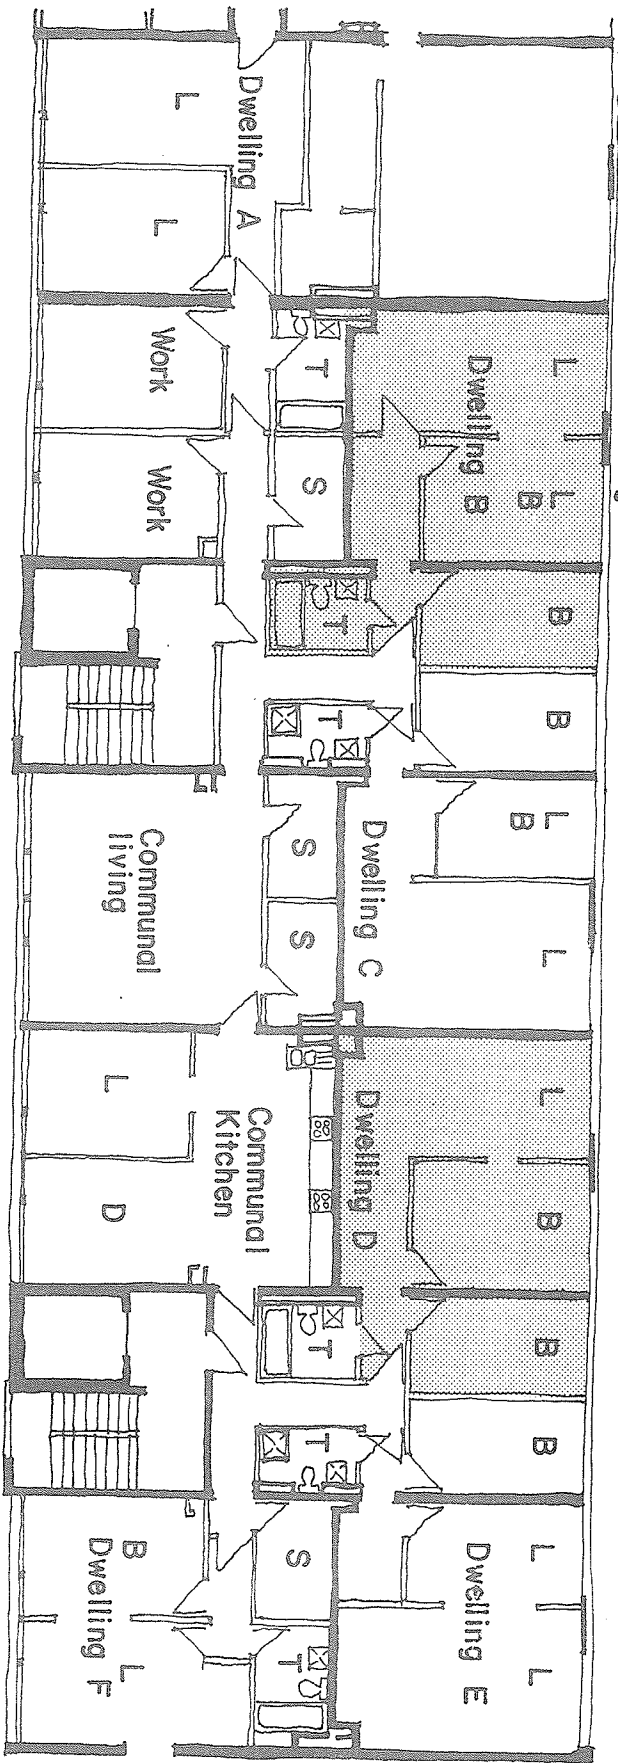 L
Dwelling A
L
Work
Work
T
S
L
Dwelling B
L
B
B
T
B
T
L
B
Dwelling C
L
S
S
Communal
living
L
Dwelling D
B
B
T
Communal
Kitchen
L
D
B
T
L
Dwelling E
L
S
T
B
Dwelling F
L